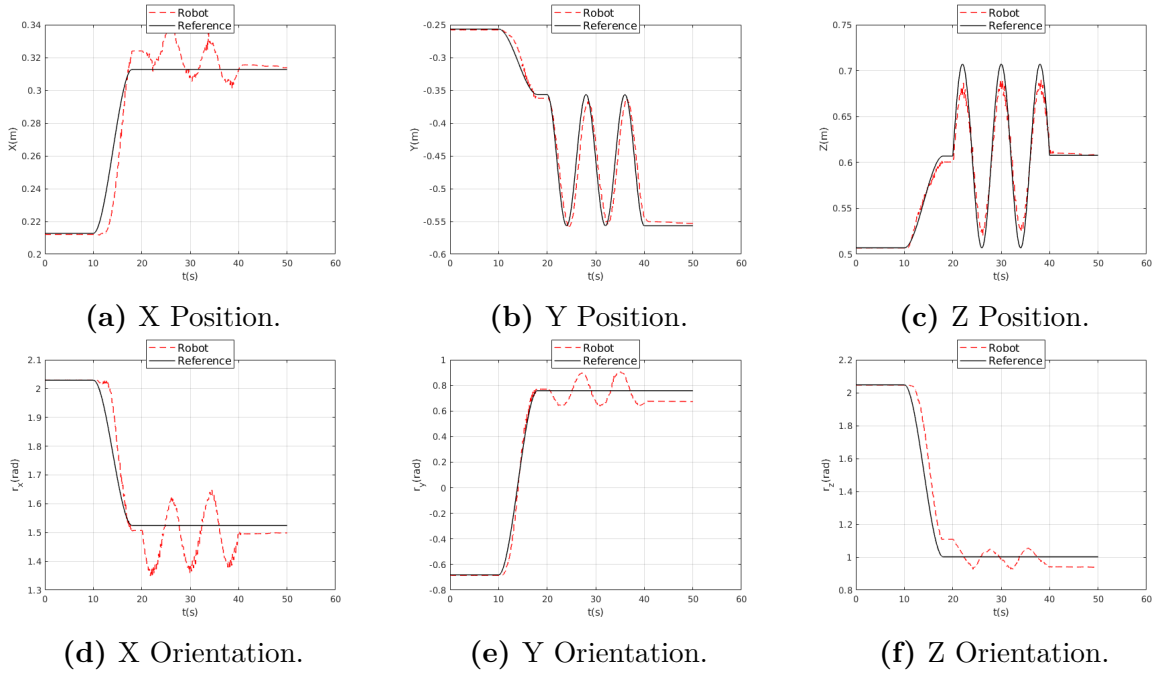 Robot
Reference
0.34
0.32
0.3
0.28
0.26
0.24
0.22
0.2
X(m)
0 10 20 30 40 50 60
t(s)
(a) X Position.
Robot
Reference
-0.25
-0.3
-0.35
-0.4
-0.45
-0.5
-0.55
-0.6
Y(m)
0 10 20 30 40 50 60
t(s)
(b) Y Position.
Robot
Reference
0.75
0.7
0.65
0.6
0.55
0.5
Z(m)
0 10 20 30 40 50 60
t(s)
(c) Z Position.
Robot
Reference
2.1
2
1.9
1.8
1.7
1.6
1.5
1.4
1.3
r_x(rad)
0 10 20 30 40 50 60
t(s)
(d) X Orientation.
Robot
Reference
1
0.8
0.6
0.4
0.2
0
-0.2
-0.4
-0.6
-0.8
r_y(rad)
0 10 20 30 40 50 60
t(s)
(e) Y Orientation.
Robot
Reference
2.2
2
1.8
1.6
1.4
1.2
1
0.8
r_z(rad)
0 10 20 30 40 50 60
t(s)
(f) Z Orientation.